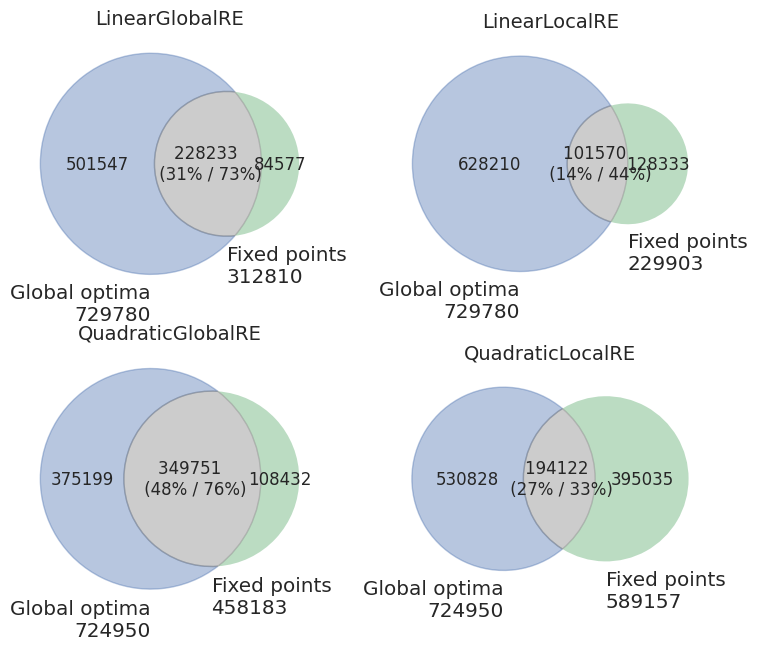 LinearGlobalRE
501547
228233
(31% / 73%)
84577
Fixed points
312810
Global optima
729780
LinearLocalRE
628210
101570
(14% / 44%)
128333
Fixed points
229903
Global optima
729780
QuadraticGlobalRE
375199
349751
(48% / 76%)
108432
Fixed points
458183
Global optima
724950
QuadraticLocalRE
530828
194122
(27% / 33%)
395035
Fixed points
589157
Global optima
724950